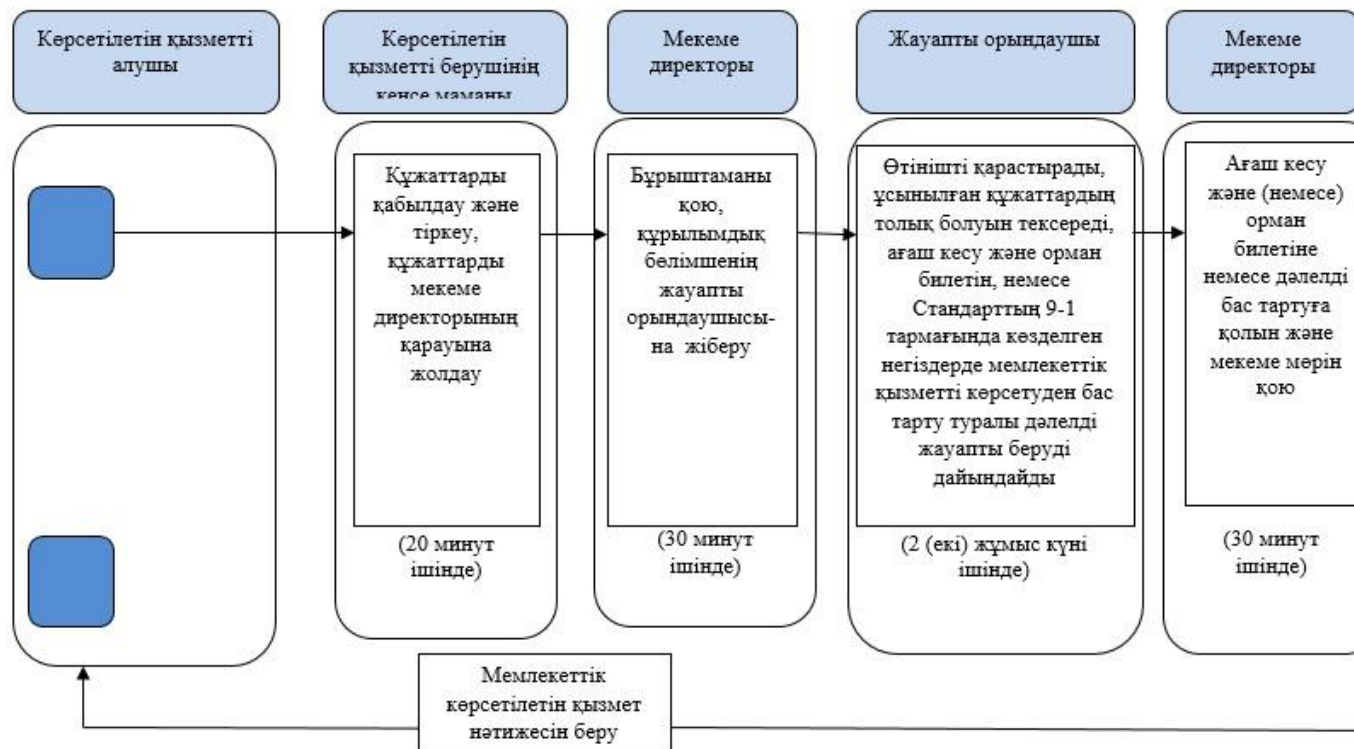 Көрсетілетін қызметті
алушы
Көрсетілетін
қызметті берушінің
кеңсе маманы
Мекеме
директоры
Жауапты орындаушы
Мекеме
директоры
Құжаттарды
қабылдау және
тіркеу,
құжаттарды
мекеме
директорының
қарауына
жолдау
(20 минут
ішінде)
Бұрыштаманы
қою,
құрылымдық
бөлімшенің
жауапты
орындаушысы-
на жіберу
(30 минут
ішінде)
Өтінішті қарастырады,
ұсынылған құжаттардың
толық болуын тексереді,
ағаш кесу және орман
билетін, немесе
Стандарттың 9-1
тармағында көзделген
негіздерде мемлекеттік
қызметті көрсетуден бас
тарту туралы дәлелді
жауапты беруді
дайындайды
(2 (екі) жұмыс күні
ішінде)
Ағаш кесу
және (немесе)
орман
билетіне
немесе дәлелді
бас тартуға
қолын және
мекеме мөрін
қою
(30 минут
ішінде)
Мемлекеттік
көрсетілетін қызмет
нәтижесін беру